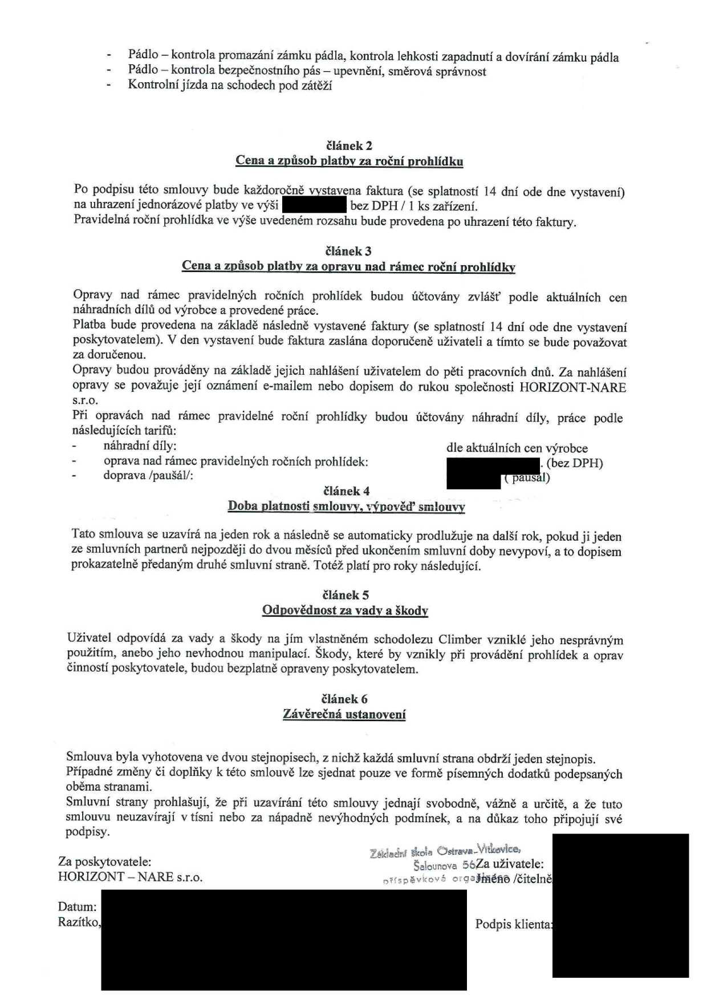 - Pádlo – kontrola promazání zámku pádla, kontrola lehkosti zapadnutí a dovírání zámku pádla
- Pádlo – kontrola bezpečnostního pás – upevnění, směrová správnost
- Kontrolní jízda na schodech pod zátěží
článek 2
Cena a způsob platby za roční prohlídku
Po podpisu této smlouvy bude každoročně vystavena faktura (se splatností 14 dní ode dne vystavení)
na uhrazení jednorázové platby ve výši bez DPH / 1 ks zařízení.
Pravidelná roční prohlídka ve výše uvedeném rozsahu bude provedena po uhrazení této faktury.
článek 3
Cena a způsob platby za opravu nad rámec roční prohlídky
Opravy nad rámec pravidelných ročních prohlídek budou účtovány zvlášť podle aktuálních cen
náhradních dílů od výrobce a provedené práce.
Platba bude provedena na základě následně vystavené faktury (se splatností 14 dní ode dne vystavení
poskytovatelem). V den vystavení bude faktura zaslána doporučeně uživateli a tímto se bude považovat
za doručenou.
Opravy budou prováděny na základě jejich nahlášení uživatelem do pěti pracovních dnů. Za nahlášení
opravy se považuje její oznámení e-mailem nebo dopisem do rukou společnosti HORIZONT-NARE
s.r.o.
Při opravách nad rámec pravidelné roční prohlídky budou účtovány náhradní díly, práce podle
následujících tarifů:
- náhradní díly: dle aktuálních cen výrobce
- oprava nad rámec pravidelných ročních prohlídek: . (bez DPH)
- doprava /paušál/: ( paušál)
článek 4
Doba platnosti smlouvy, výpověď smlouvy
Tato smlouva se uzavírá na jeden rok a následně se automaticky prodlužuje na další rok, pokud ji jeden
ze smluvních partnerů nejpozději do dvou měsíců před ukončením smluvní doby nevypoví, a to dopisem
prokazatelně předaným druhé smluvní straně. Totéž platí pro roky následující.
článek 5
Odpovědnost za vady a škody
Uživatel odpovídá za vady a škody na jím vlastněném schodolezu Climber vzniklé jeho nesprávným
použitím, anebo jeho nevhodnou manipulací. Škody, které by vznikly při provádění prohlídek a oprav
činností poskytovatele, budou bezplatně opraveny poskytovatelem.
článek 6
Závěrečná ustanovení
Smlouva byla vyhotovena ve dvou stejnopisech, z nichž každá smluvní strana obdrží jeden stejnopis.
Případné změny či doplňky k této smlouvě lze sjednat pouze ve formě písemných dodatků podepsaných
oběma stranami.
Smluvní strany prohlašují, že při uzavírání této smlouvy jednají svobodně, vážně a určitě, a že tuto
smlouvu neuzavírají v tísni nebo za nápadně nevýhodných podmínek, a na důkaz toho připojují své
podpisy.
Základní škola Ostrava-Vítkovice,
Za poskytovatele: Šalounova 56 Za uživatele:
HORIZONT – NARE s.r.o. příspěvková organizace Jméno /čitelně
Datum:
Razítko, Podpis klienta: